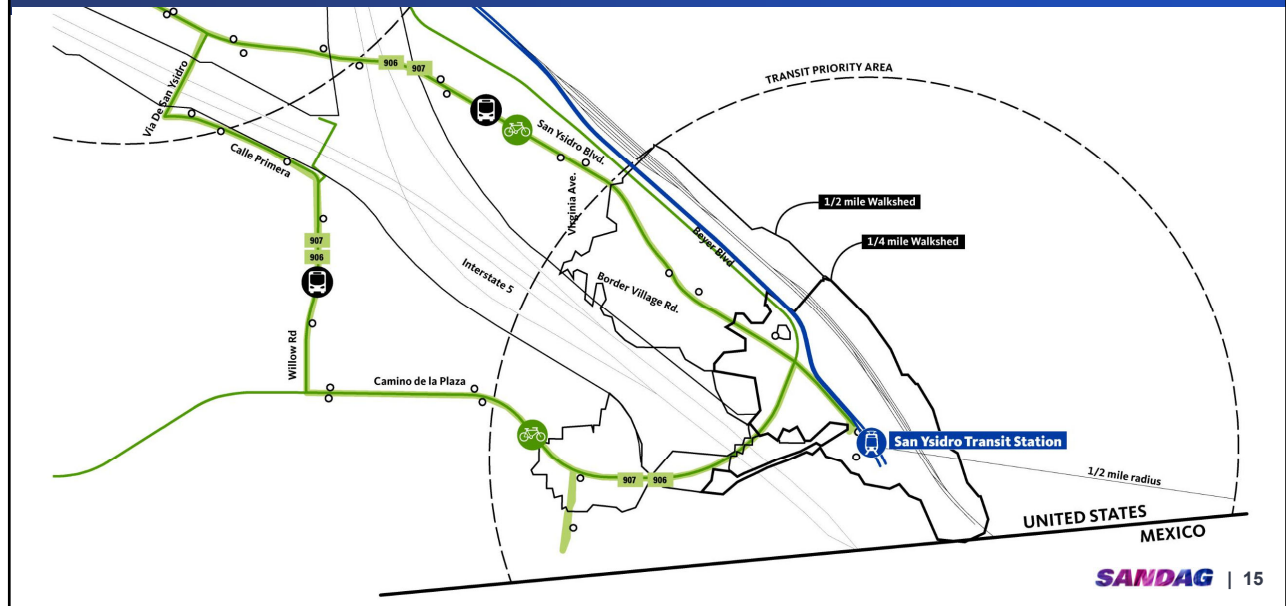 TRANSIT PRIORITY AREA
906
907
Via De San Ysidro
San Ysidro Blvd.
Calle Primera
Virginia Ave.
1/2 mile Walkshed
907
906
Beyer Blvd
1/4 mile Walkshed
Interstate 5
Border Village Rd.
Willow Rd
Camino de la Plaza
San Ysidro Transit Station
907
906
1/2 mile radius
UNITED STATES
MEXICO
SANDAG | 15